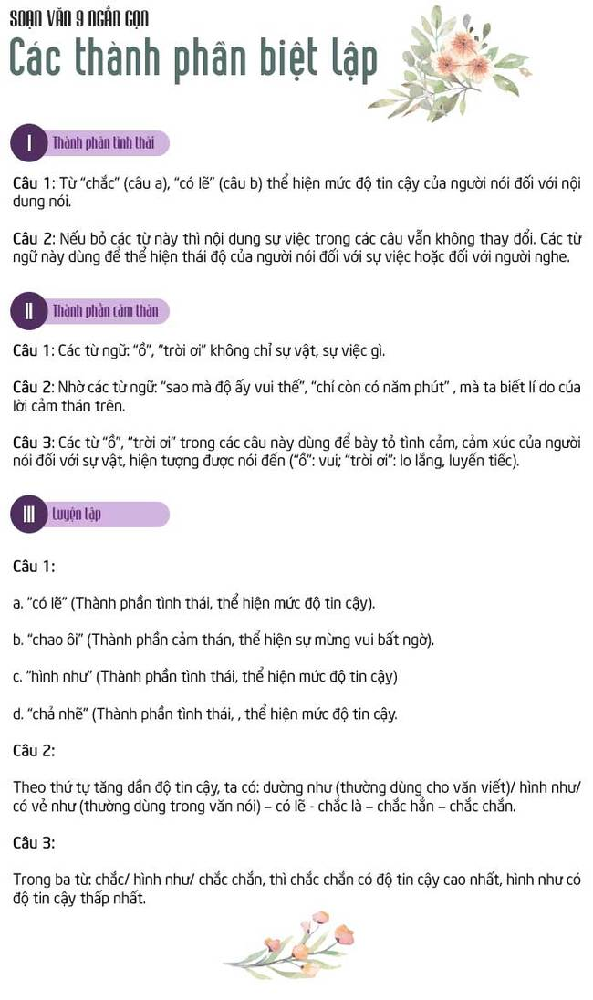 SOẠN VĂN 9 NGẮN GỌN
Các thành phần biệt lập
I Thành phần tình thái
Câu 1: Từ "chắc" (câu a), "có lẽ" (câu b) thể hiện mức độ tin cậy của người nói đối với nội
dung nói.
Câu 2: Nếu bỏ các từ này thì nội dung sự việc trong các câu vẫn không thay đổi. Các từ
ngữ này dùng để thể hiện thái độ của người nói đối với sự việc hoặc đối với người nghe.
II Thành phần cảm thán
Câu 1: Các từ ngữ: "ồ", "trời ơi" không chỉ sự vật, sự việc gì.
Câu 2: Nhờ các từ ngữ: "sao mà độ ấy vui thế", "chỉ còn có năm phút" , mà ta biết lí do của
lời cảm thán trên.
Câu 3: Các từ "ồ", "trời ơi" trong các câu này dùng để bày tỏ tình cảm, cảm xúc của người
nói đối với sự vật, hiện tượng được nói đến ("ồ": vui; "trời ơi": lo lắng, luyến tiếc).
III Luyện tập
Câu 1:
a. "có lẽ" (Thành phần tình thái, thể hiện mức độ tin cậy).
b. "chao ôi" (Thành phần cảm thán, thể hiện sự mừng vui bất ngờ).
c. "hình như" (Thành phần tình thái, thể hiện mức độ tin cậy)
d. "chả nhẽ" (Thành phần tình thái, , thể hiện mức độ tin cậy.
Câu 2:
Theo thứ tự tăng dần độ tin cậy, ta có: dường như (thường dùng cho văn viết)/ hình như/
có vẻ như (thường dùng trong văn nói) – có lẽ - chắc là – chắc hẳn – chắc chắn.
Câu 3:
Trong ba từ: chắc/ hình như/ chắc chắn, thì chắc chắn có độ tin cậy cao nhất, hình như có
độ tin cậy thấp nhất.